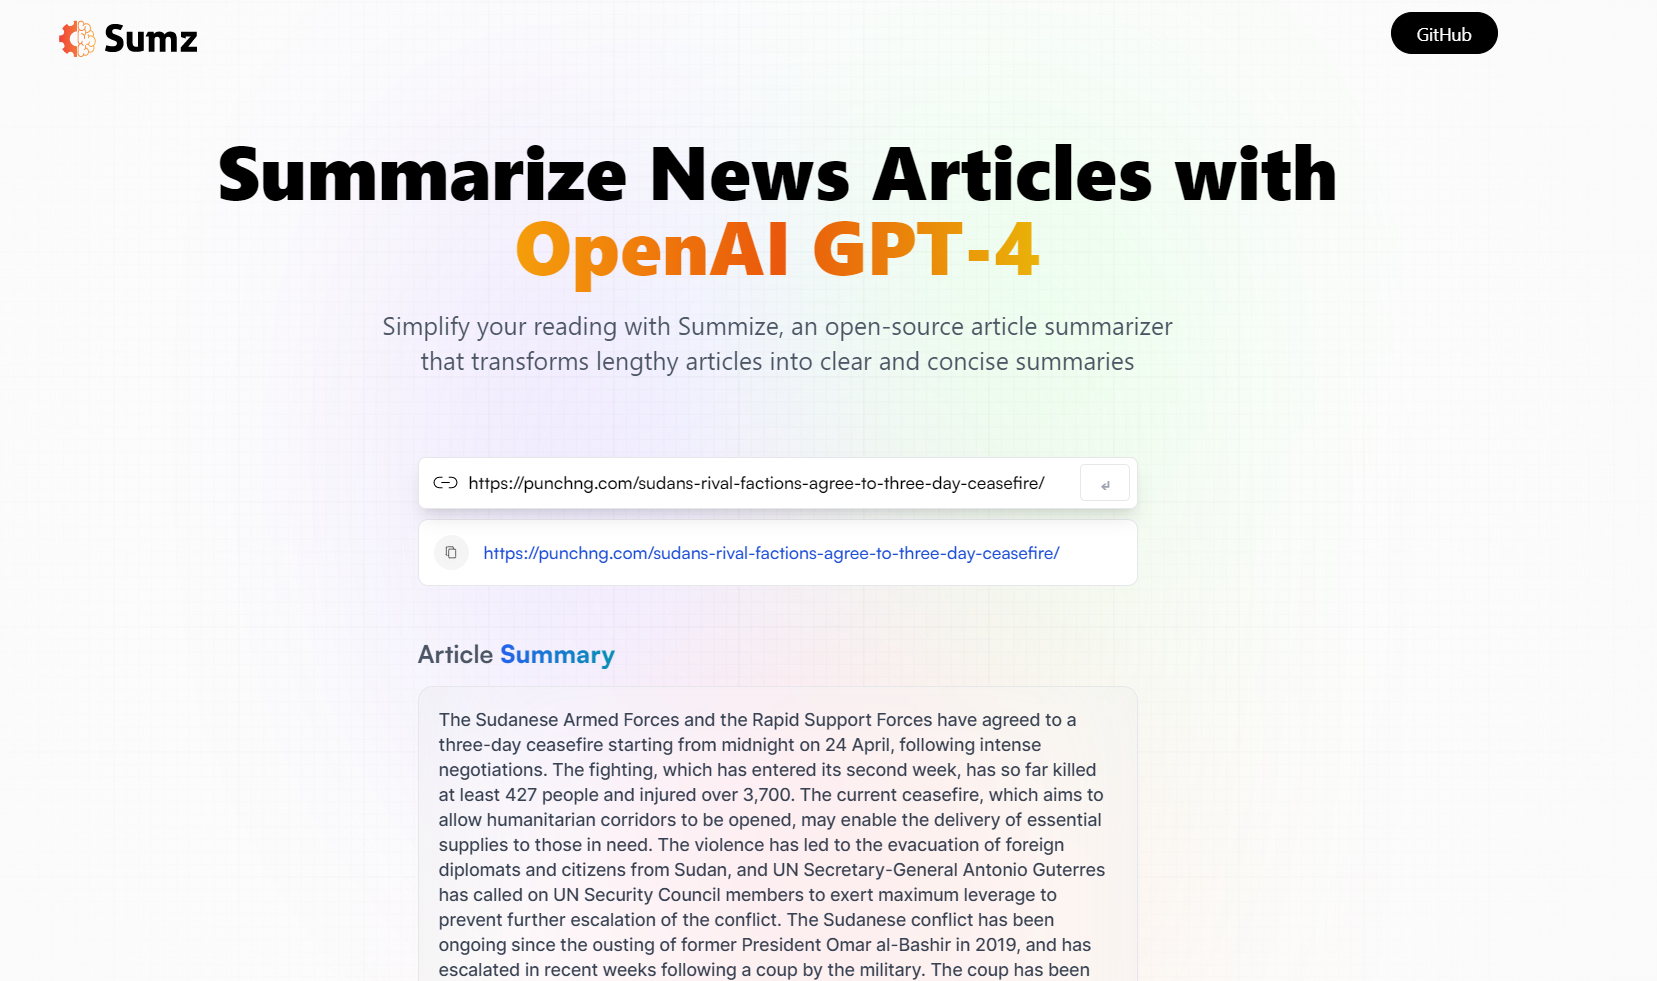 Sumz
GitHub
Summarize News Articles with
OpenAI GPT-4
Simplify your reading with Summize, an open-source article summarizer
that transforms lengthy articles into clear and concise summaries
https://punchng.com/sudans-rival-factions-agree-to-three-day-ceasefire/
https://punchng.com/sudans-rival-factions-agree-to-three-day-ceasefire/
Article Summary
The Sudanese Armed Forces and the Rapid Support Forces have agreed to a
three-day ceasefire starting from midnight on 24 April, following intense
negotiations. The fighting, which has entered its second week, has so far killed
at least 427 people and injured over 3,700. The current ceasefire, which aims to
allow humanitarian corridors to be opened, may enable the delivery of essential
supplies to those in need. The violence has led to the evacuation of foreign
diplomats and citizens from Sudan, and UN Secretary-General Antonio Guterres
has called on UN Security Council members to exert maximum leverage to
prevent further escalation of the conflict. The Sudanese conflict has been
ongoing since the ousting of former President Omar al-Bashir in 2019, and has
escalated in recent weeks following a coup by the military. The coup has been